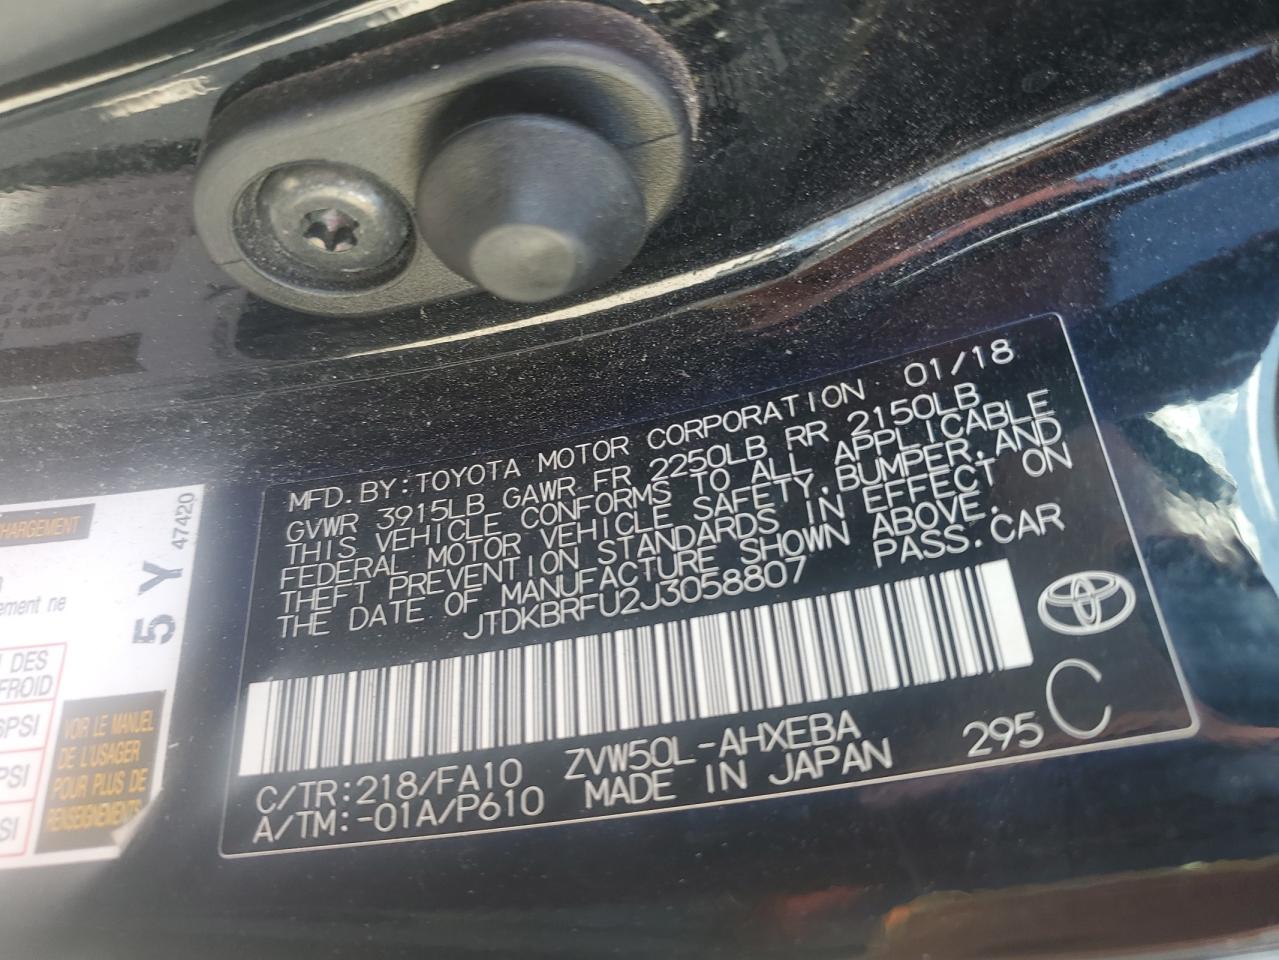 MFD. BY: TOYOTA MOTOR CORPORATION 01/18
GVWR 3915LB GAWR FR 2250LB RR 2150LB
THIS VEHICLE CONFORMS TO ALL APPLICABLE
FEDERAL MOTOR VEHICLE SAFETY, BUMPER, AND
THEFT PREVENTION STANDARDS IN EFFECT ON
THE DATE OF MANUFACTURE SHOWN ABOVE.
JTDKBRFU2J3058807 PASS. CAR
C/TR:218/FA10 ZVW50L-AHXEBA 295 C
A/TM:-01A/P610 MADE IN JAPAN
CHARGEMENT
ement ne
5 Y 47420
DES
FROID
PSI
PSI
SI
VOIR LE MANUEL
DE L'USAGER
POUR PLUS DE
RENSEIGNEMENTS